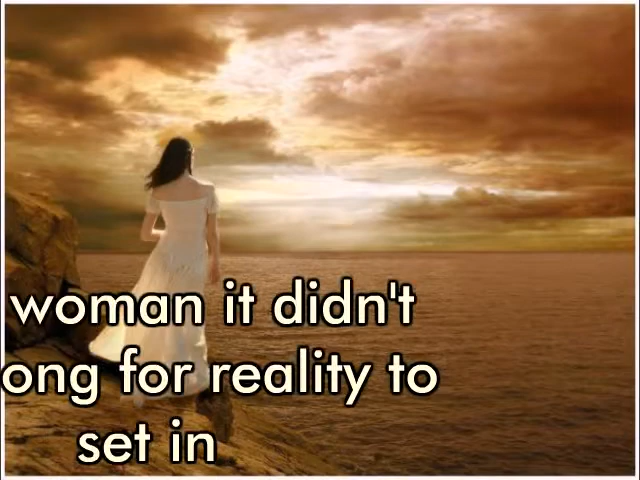 woman it didn't
ong for reality to
set in